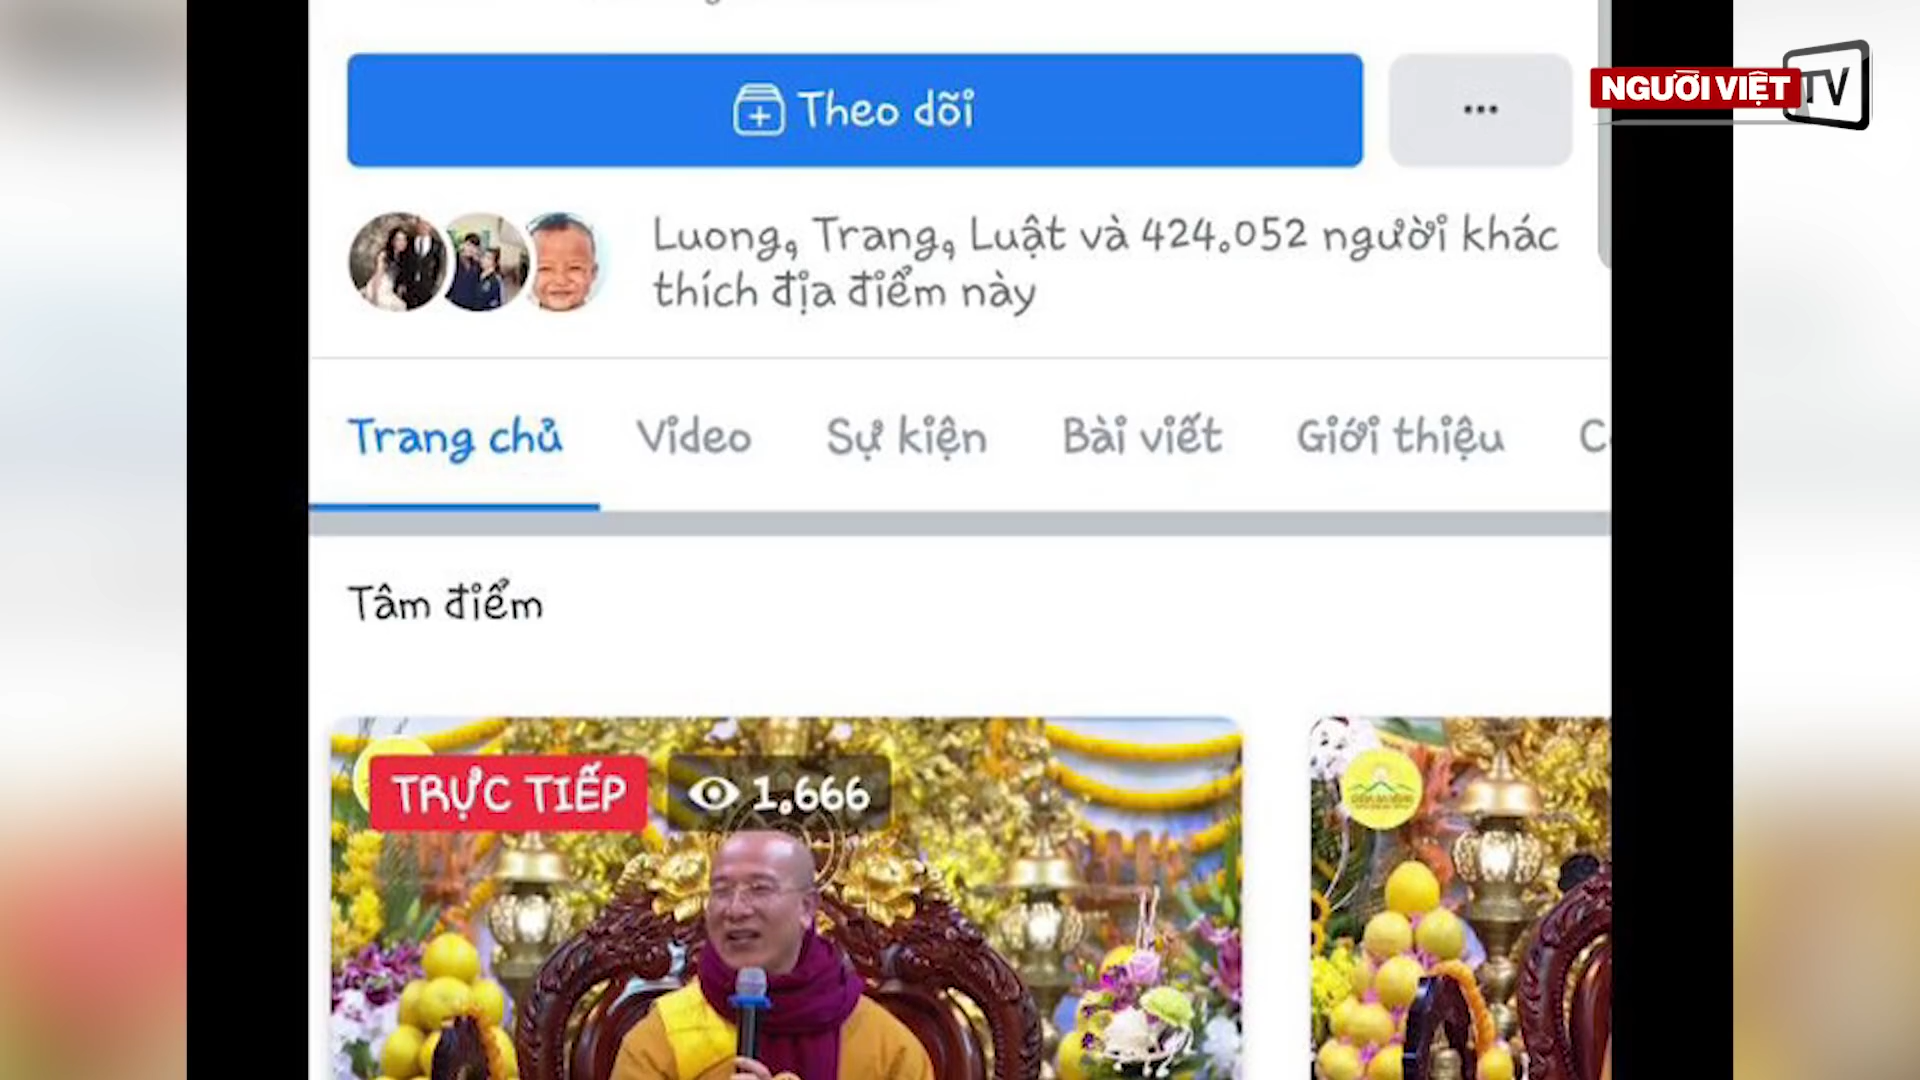 NGƯỜI VIỆT TV
Theo dõi
Luong, Trang, Luật và 424.052 người khác
thích địa điểm này
Trang chủ
Video
Sự kiện
Bài viết
Giới thiệu
Tâm điểm
TRỰC TIẾP
1.666